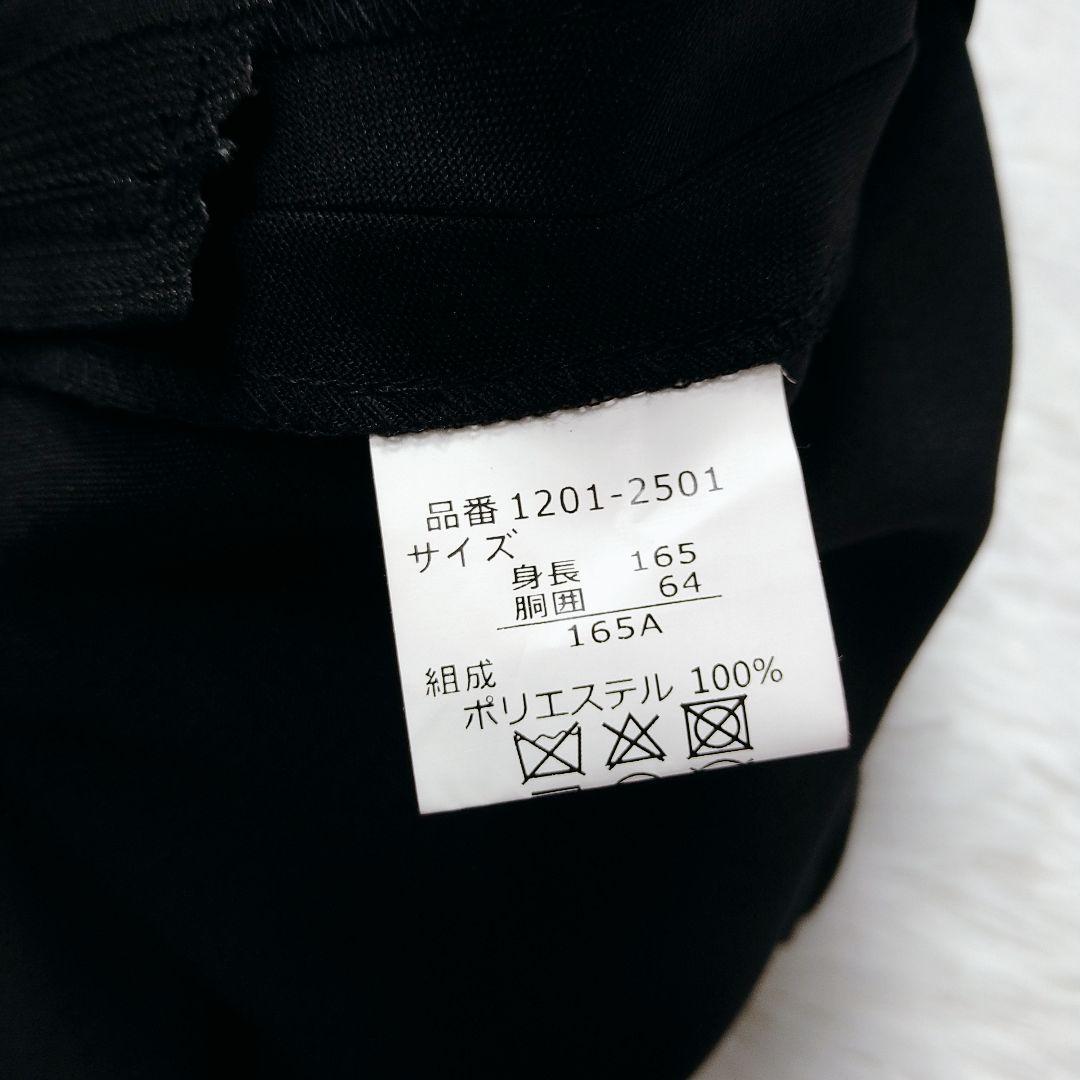 品番 1201-2501
サイズ
身長 165
胴囲 64
165A
組成
ポリエステル 100%